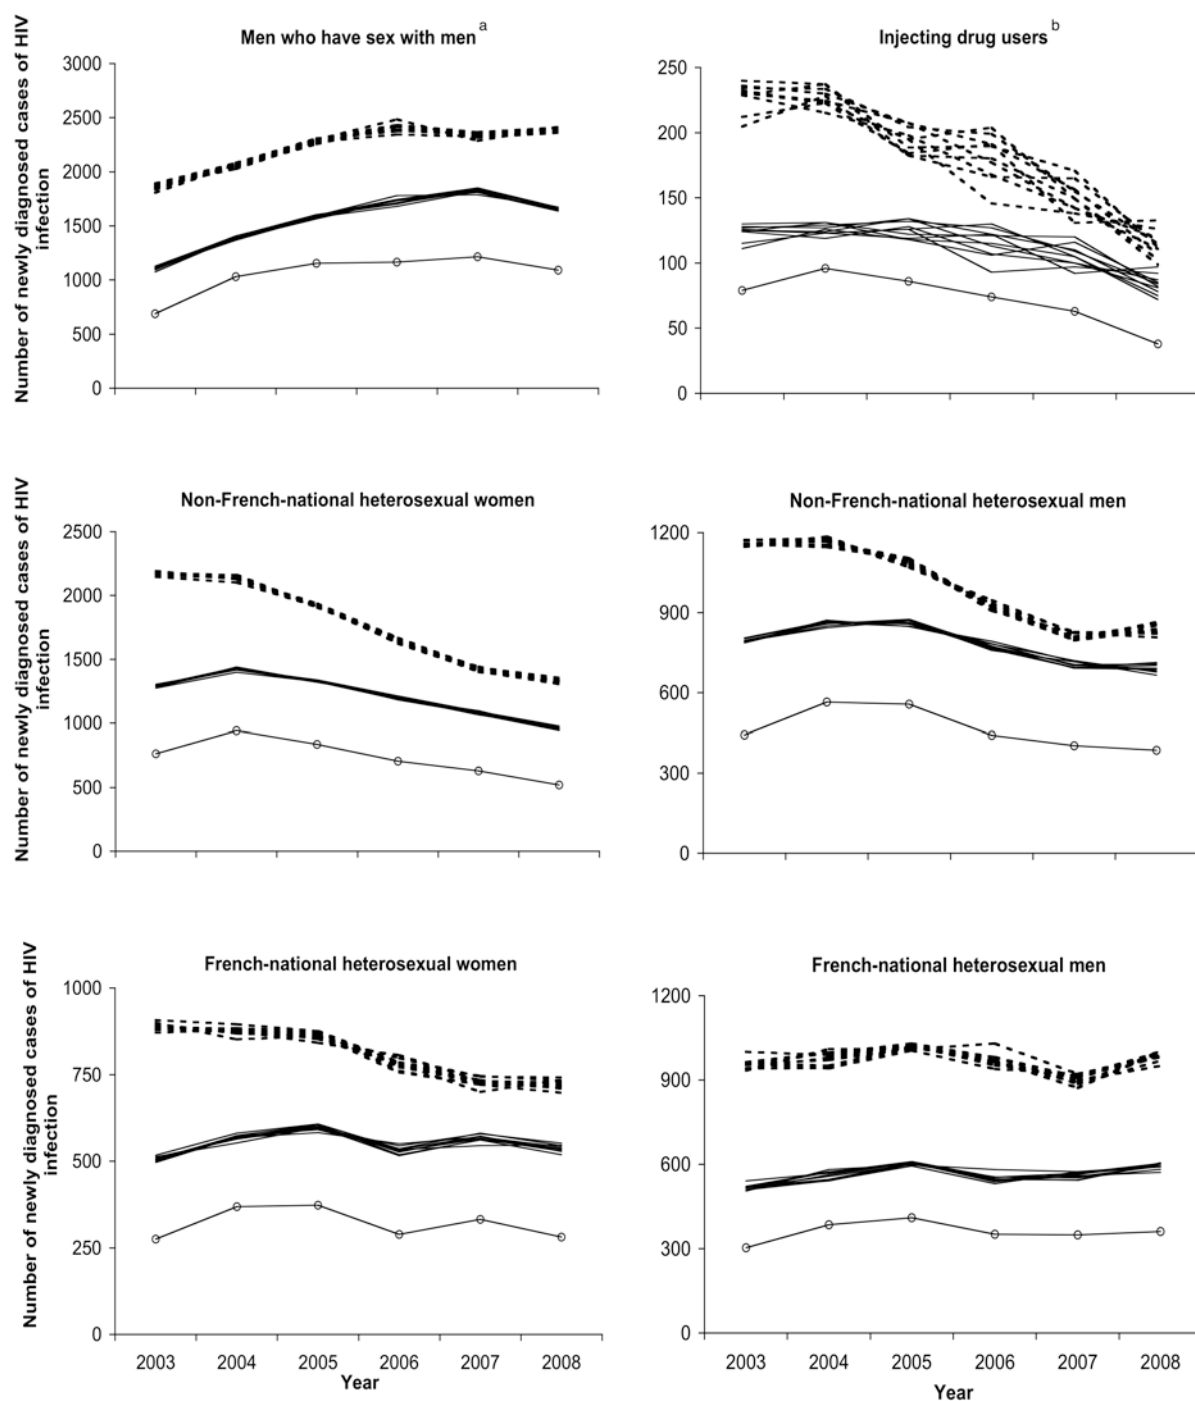 Men who have sex with men a
Injecting drug users b
Number of newly diagnosed cases of HIV
infection
3000
2500
2000
1500
1000
500
0
250
200
150
100
50
0
Non-French-national heterosexual women
Non-French-national heterosexual men
Number of newly diagnosed cases of HIV
infection
2500
2000
1500
1000
500
0
1200
900
600
300
0
French-national heterosexual women
French-national heterosexual men
Number of newly diagnosed cases of HIV
infection
1000
750
500
250
0
1200
900
600
300
0
2003 2004 2005 2006 2007 2008
Year
2003 2004 2005 2006 2007 2008
Year